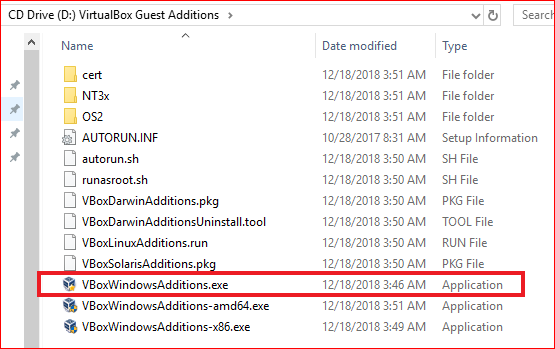 CD Drive (D:) VirtualBox Guest Additions Search
Name Date modified Type
cert 12/18/2018 3:51 AM File folder
NT3x 12/18/2018 3:51 AM File folder
OS2 12/18/2018 3:51 AM File folder
AUTORUN.INF 10/28/2017 8:31 AM Setup Information
autorun.sh 12/18/2018 3:50 AM SH File
runasroot.sh 12/18/2018 3:50 AM SH File
VBoxDarwinAdditions.pkg 12/18/2018 3:50 AM PKG File
VBoxDarwinAdditionsUninstall.tool 12/18/2018 3:50 AM TOOL File
VBoxLinuxAdditions.run 12/18/2018 3:50 AM RUN File
VBoxSolarisAdditions.pkg 12/18/2018 3:50 AM PKG File
VBoxWindowsAdditions.exe 12/18/2018 3:46 AM Application
VBoxWindowsAdditions-amd64.exe 12/18/2018 3:51 AM Application
VBoxWindowsAdditions-x86.exe 12/18/2018 3:49 AM Application